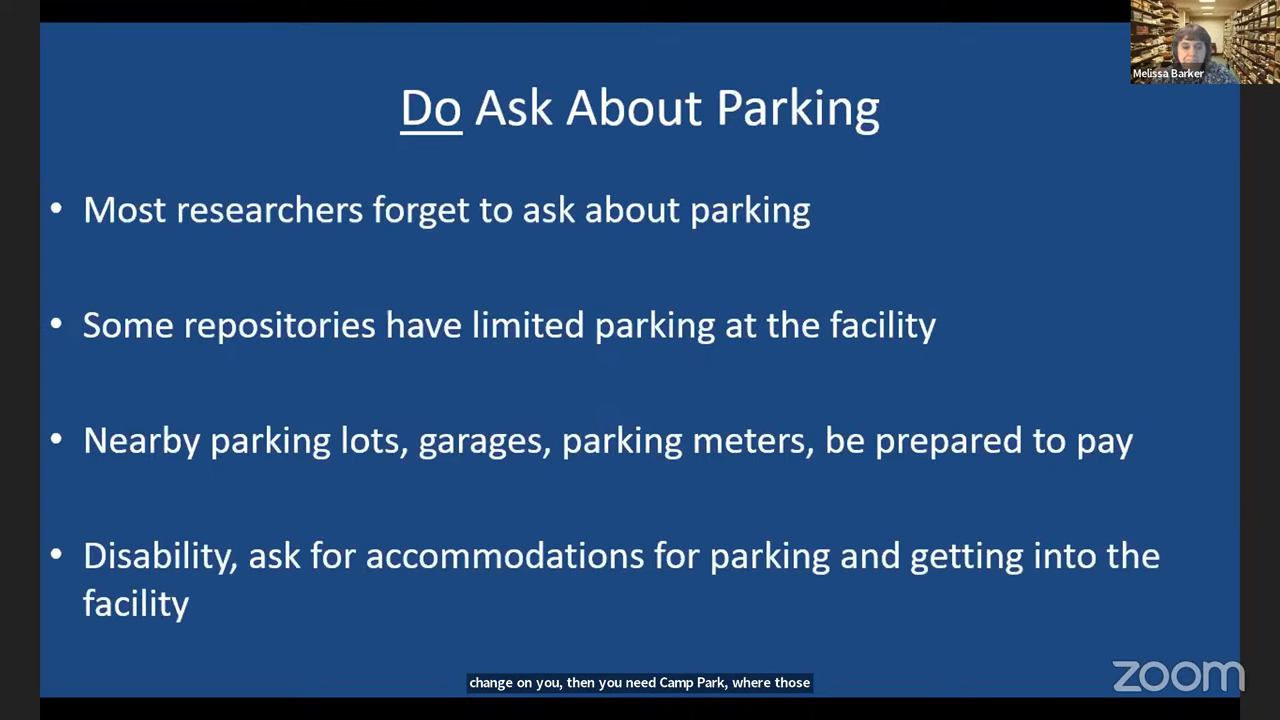 Melissa Barker
Do Ask About Parking
• Most researchers forget to ask about parking
• Some repositories have limited parking at the facility
• Nearby parking lots, garages, parking meters, be prepared to pay
• Disability, ask for accommodations for parking and getting into the
facility
change on you, then you need Camp Park, where those
zoom